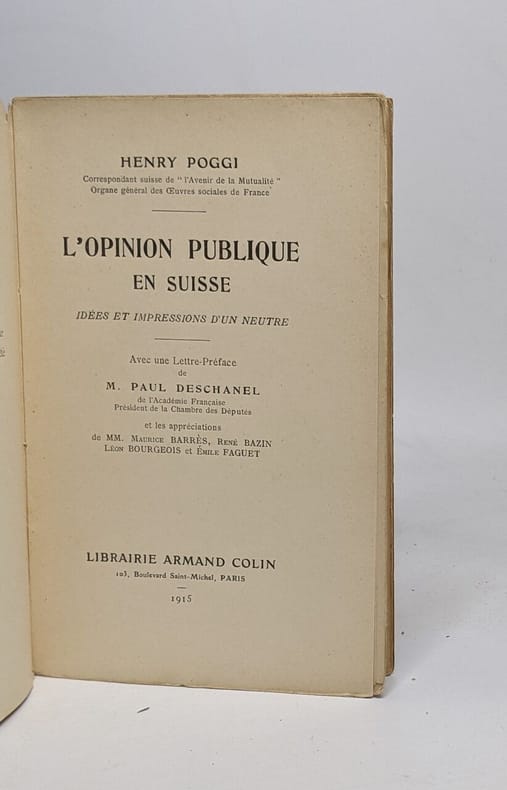 HENRY POGGI
Correspondant suisse de "l'Avenir de la Mutualité"
Organe général des Œuvres sociales de France
L'OPINION PUBLIQUE
EN SUISSE
IDÉES ET IMPRESSIONS D'UN NEUTRE
Avec une Lettre-Préface
de
M. PAUL DESCHANEL
de l'Académie Française
Président de la Chambre des Députés
et les appréciations
de MM. MAURICE BARRÈS, RENÉ BAZIN
LÉON BOURGEOIS et ÉMILE FAGUET
LIBRAIRIE ARMAND COLIN
103, Boulevard Saint-Michel, PARIS
1915